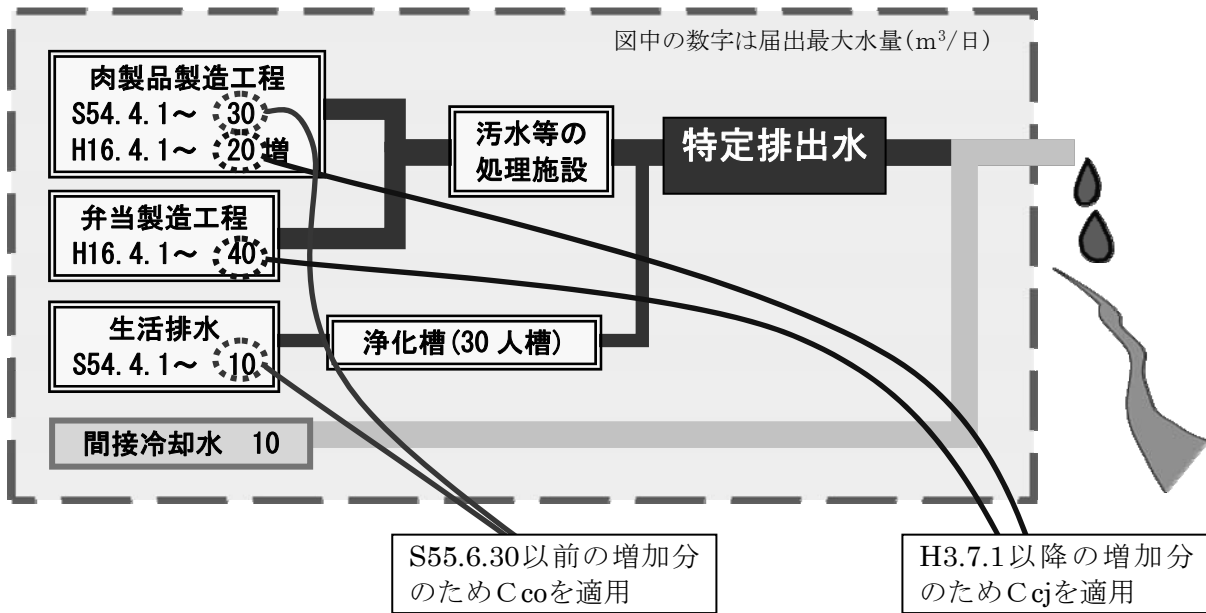 図中の数字は届出最大水量(m³/日)
肉製品製造工程
S54.4.1～ 30
H16.4.1～ 20増
汚水等の
処理施設
特定排出水
弁当製造工程
H16.4.1～ 40
生活排水
S54.4.1～ 10
浄化槽(30人槽)
間接冷却水 10
S55.6.30以前の増加分
のためCcoを適用
H3.7.1以降の増加分
のためCcjを適用